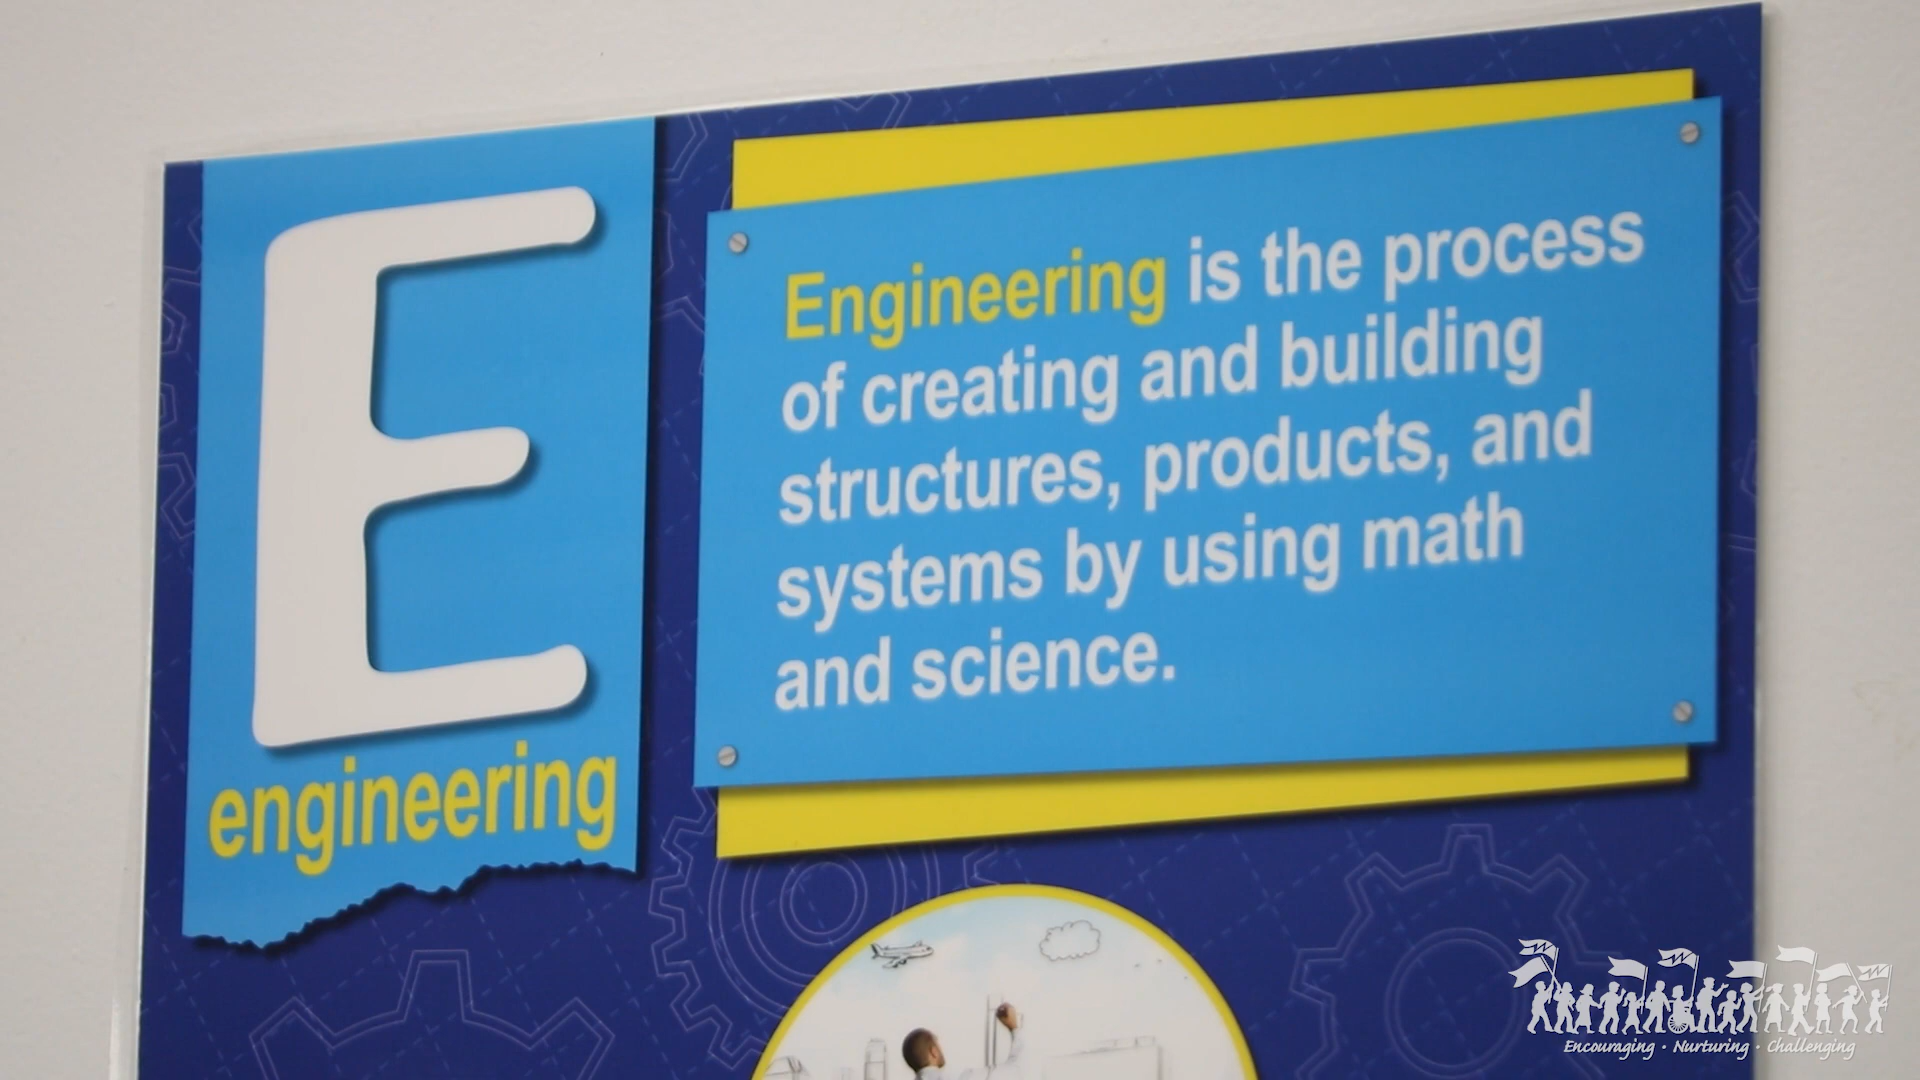 E
engineering
Engineering is the process
of creating and building
structures, products, and
systems by using math
and science.
Encouraging · Nurturing · Challenging